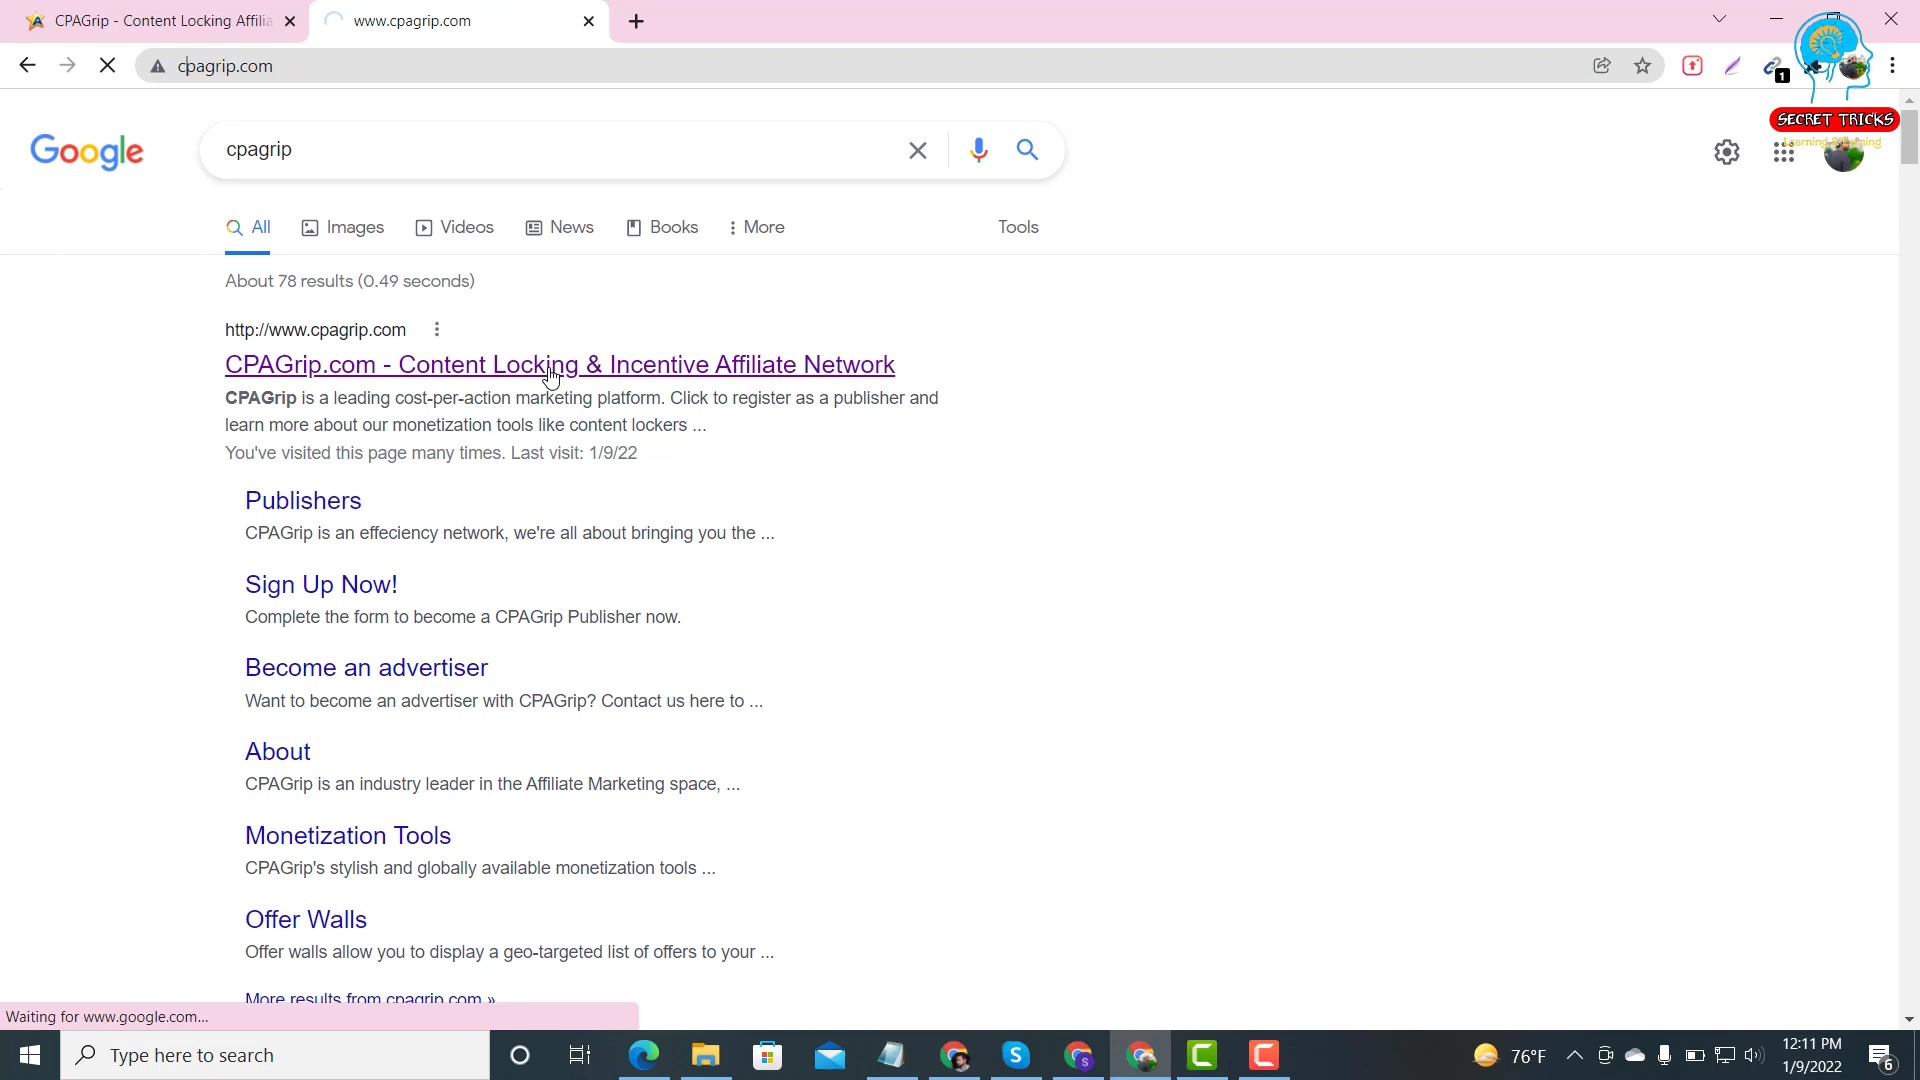 CPAGrip - Content Locking Affilia
www.cpagrip.com
cpagrip.com
1
SECRET TRICKS
Learning & Earning
Google
cpagrip
All
Images
Videos
News
Books
More
Tools
About 78 results (0.49 seconds)
http://www.cpagrip.com
CPAGrip.com - Content Locking & Incentive Affiliate Network
CPAGrip is a leading cost-per-action marketing platform. Click to register as a publisher and
learn more about our monetization tools like content lockers ...
You've visited this page many times. Last visit: 1/9/22
Publishers
CPAGrip is an effeciency network, we're all about bringing you the ...
Sign Up Now!
Complete the form to become a CPAGrip Publisher now.
Become an advertiser
Want to become an advertiser with CPAGrip? Contact us here to ...
About
CPAGrip is an industry leader in the Affiliate Marketing space, ...
Monetization Tools
CPAGrip's stylish and globally available monetization tools ...
Offer Walls
Offer walls allow you to display a geo-targeted list of offers to your ...
More results from cpagrip.com »
Waiting for www.google.com...
Type here to search
S
S
C
C
76°F
12:11 PM
1/9/2022
6